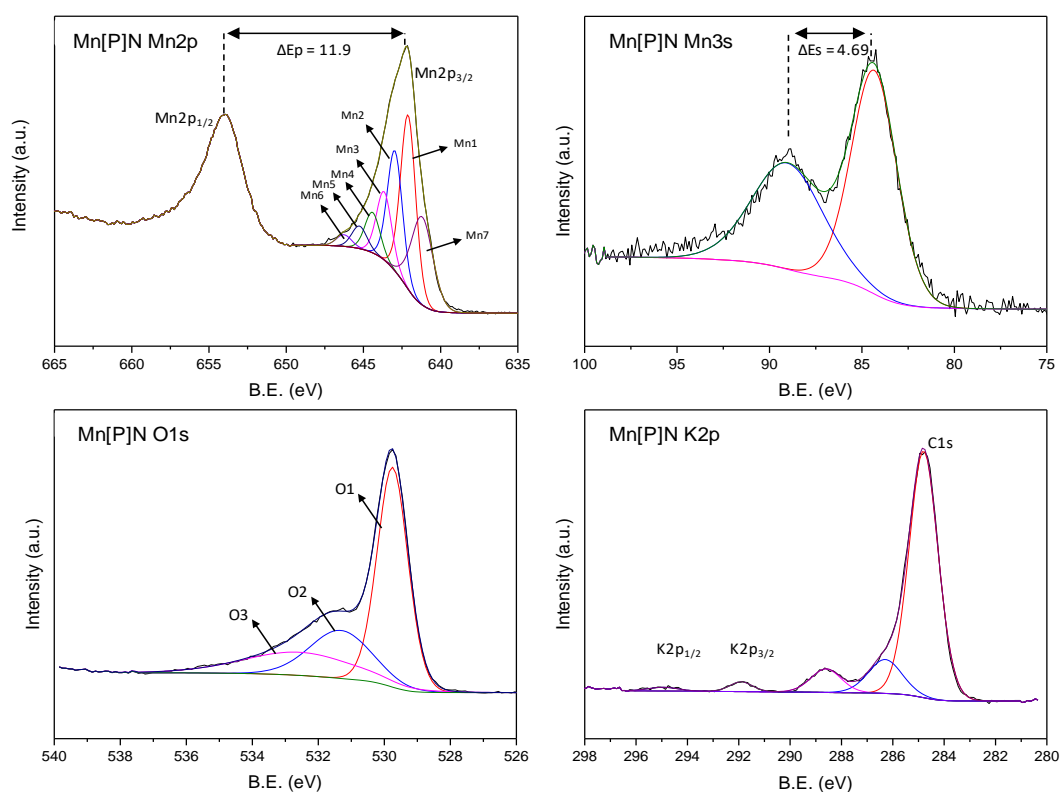 Mn[P]N Mn2p
ΔEp = 11.9
Mn2p3/2
Mn2p1/2
Mn2
Mn3
Mn4
Mn5
Mn6
Mn1
Mn7
Intensity (a.u.)
665 660 655 650 645 640 635
B.E. (eV)
Mn[P]N Mn3s
ΔEs = 4.69
Intensity (a.u.)
100 95 90 85 80 75
B.E. (eV)
Mn[P]N O1s
O1
O2
O3
Intensity (a.u.)
540 538 536 534 532 530 528 526
B.E. (eV)
Mn[P]N K2p
C1s
K2p1/2
K2p3/2
Intensity (a.u.)
298 296 294 292 290 288 286 284 282 280
B.E. (eV)